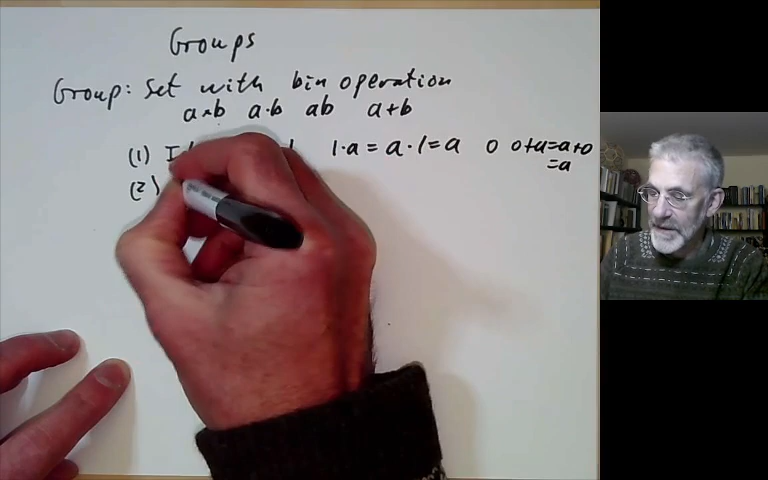 Groups
Group: Set with bin operation
a×b a·b ab a+b
(1) 1·a = a·1=a 0 0+a=a+0
=a
(2)